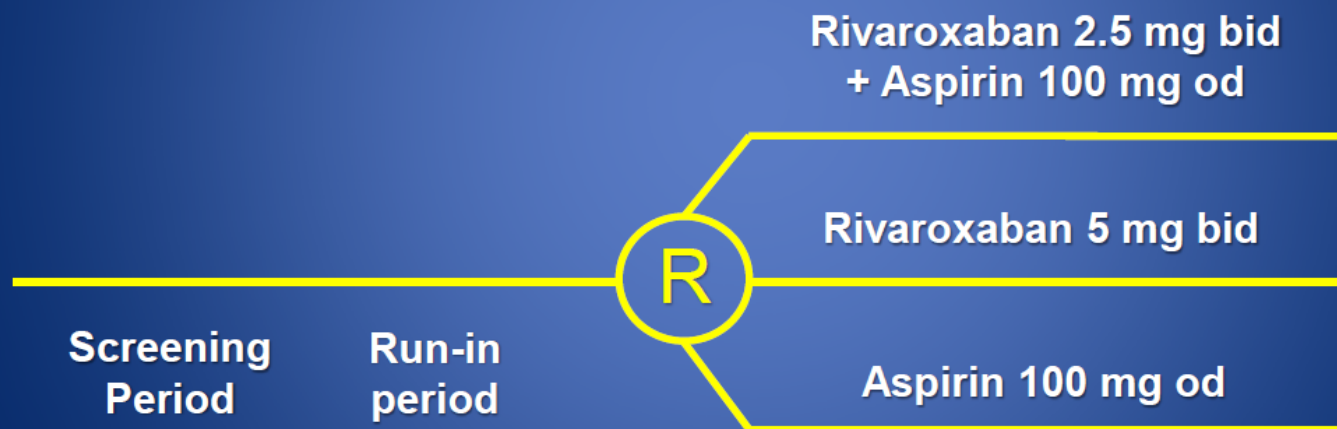 Rivaroxaban 2.5 mg bid
+ Aspirin 100 mg od
R
Rivaroxaban 5 mg bid
Screening
Period
Run-in
period
Aspirin 100 mg od